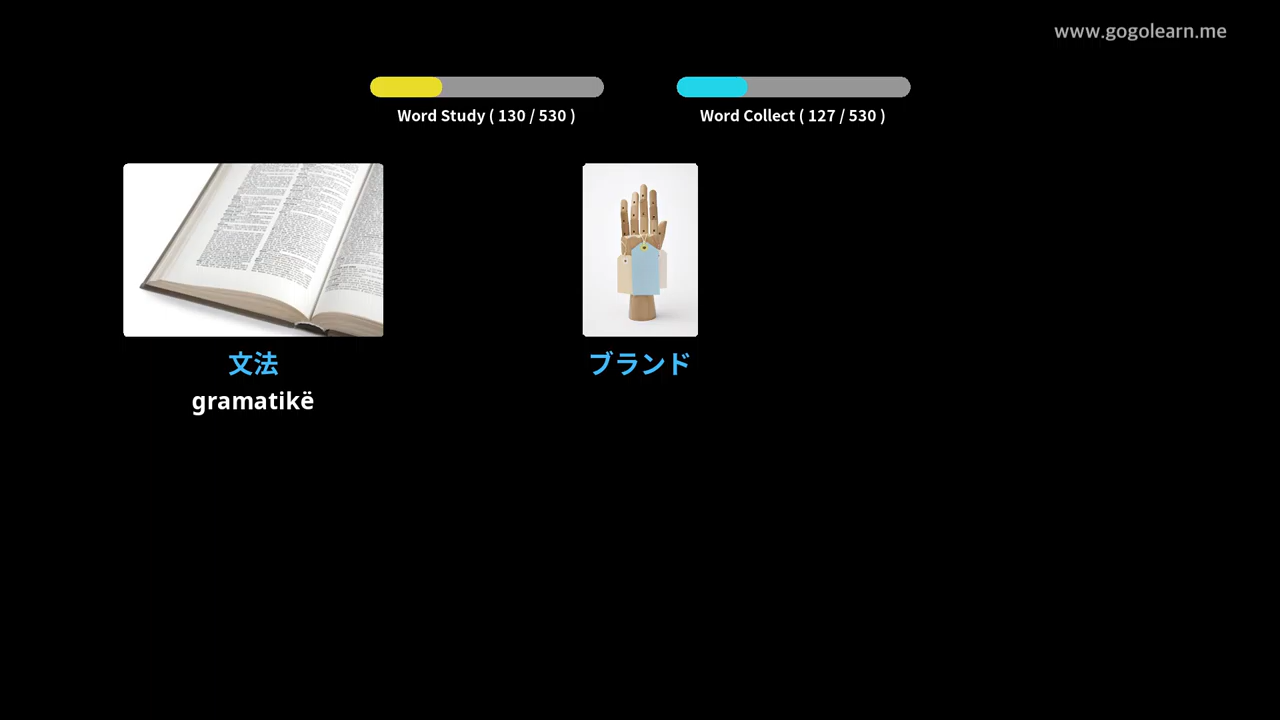 www.gogolearn.me
Word Study ( 130 / 530 )
Word Collect ( 127 / 530 )
文法
gramatikë
ブランド